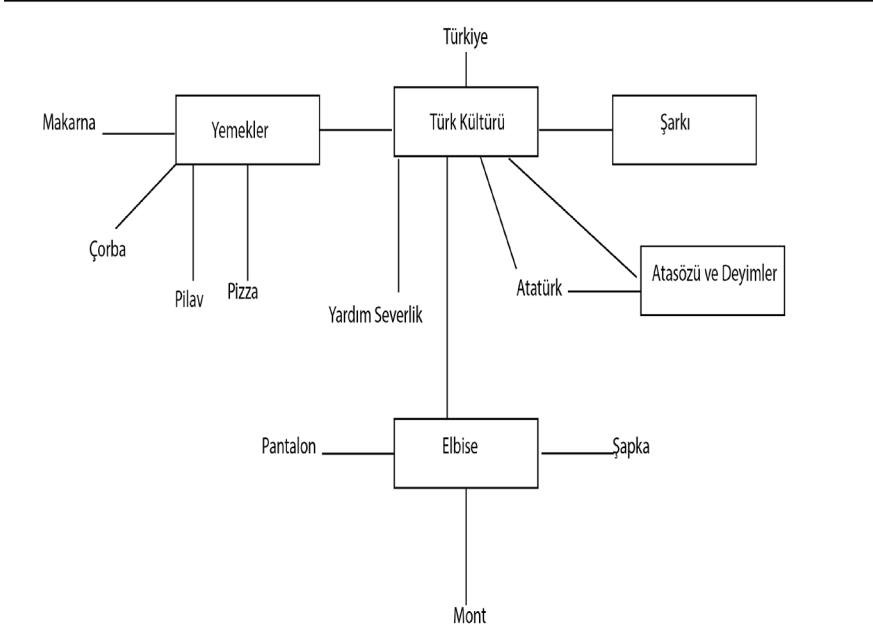 Türkiye
Makarna
Yemekler
Türk Kültürü
Şarkı
Çorba
Pilav
Pizza
Yardım Severlik
Atatürk
Atasözü ve Deyimler
Pantalon
Elbise
Şapka
Mont